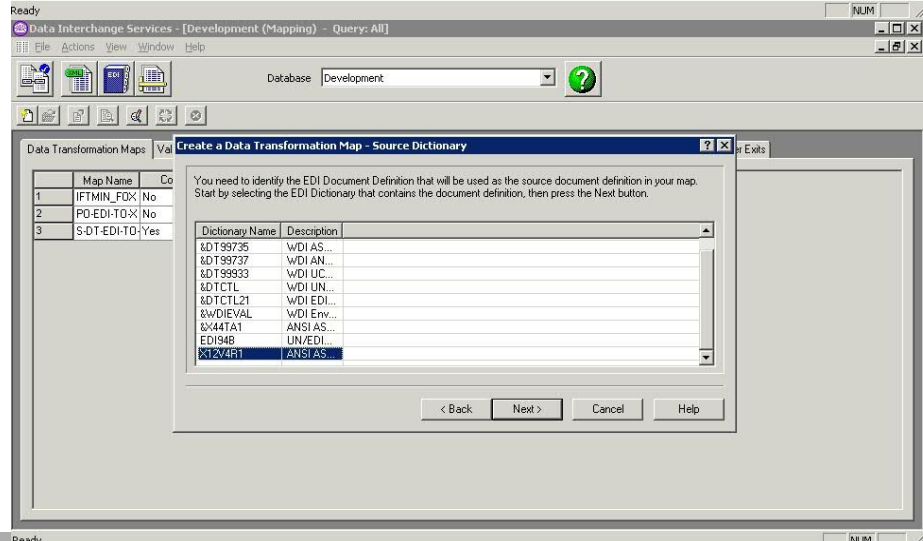 Ready NUM
Data Interchange Services - [Development (Mapping) - Query: All]
File Actions View Window Help
EDI Database Development ?
Data Transformation Maps Val er Exits
Create a Data Transformation Map - Source Dictionary
You need to identify the EDI Document Definition that will be used as the source document definition in your map.
Start by selecting the EDI Dictionary that contains the document definition, then press the Next button.
Map Name Co
1 IFTMIN_FOX No
2 PO-EDI-TO-X No
3 S-DT-EDI-TO- Yes
Dictionary Name Description
&DT99735 WDI AS...
&DT99737 WDI AN...
&DT99933 WDI UC...
&DTCTL WDI UN...
&DTCTL21 WDI EDI...
&WDIEVAL WDI Env...
&X44TA1 ANSI AS...
EDI94B UN/EDI...
X12V4R1 ANSI AS...
< Back Next > Cancel Help
Ready NUM